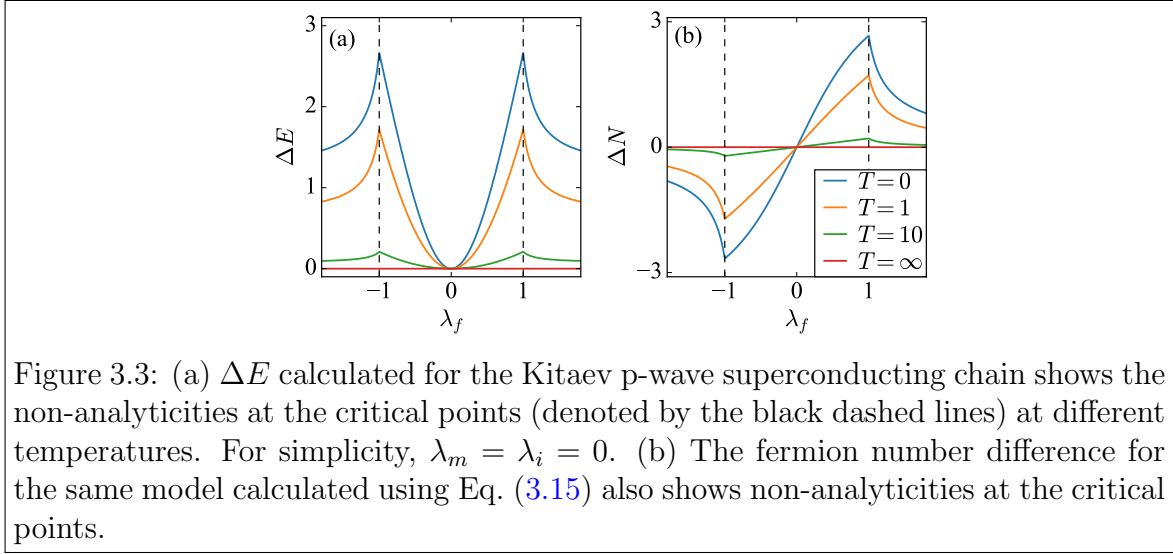 (a)
3
2
1
0
ΔE
−1 0 1
λ_f
(b)
3
0
−3
ΔN
−1 0 1
λ_f
T = 0
T = 1
T = 10
T = ∞
Figure 3.3: (a) ΔE calculated for the Kitaev p-wave superconducting chain shows the
non-analyticities at the critical points (denoted by the black dashed lines) at different
temperatures. For simplicity, λ_m = λ_i = 0. (b) The fermion number difference for
the same model calculated using Eq. (3.15) also shows non-analyticities at the critical
points.